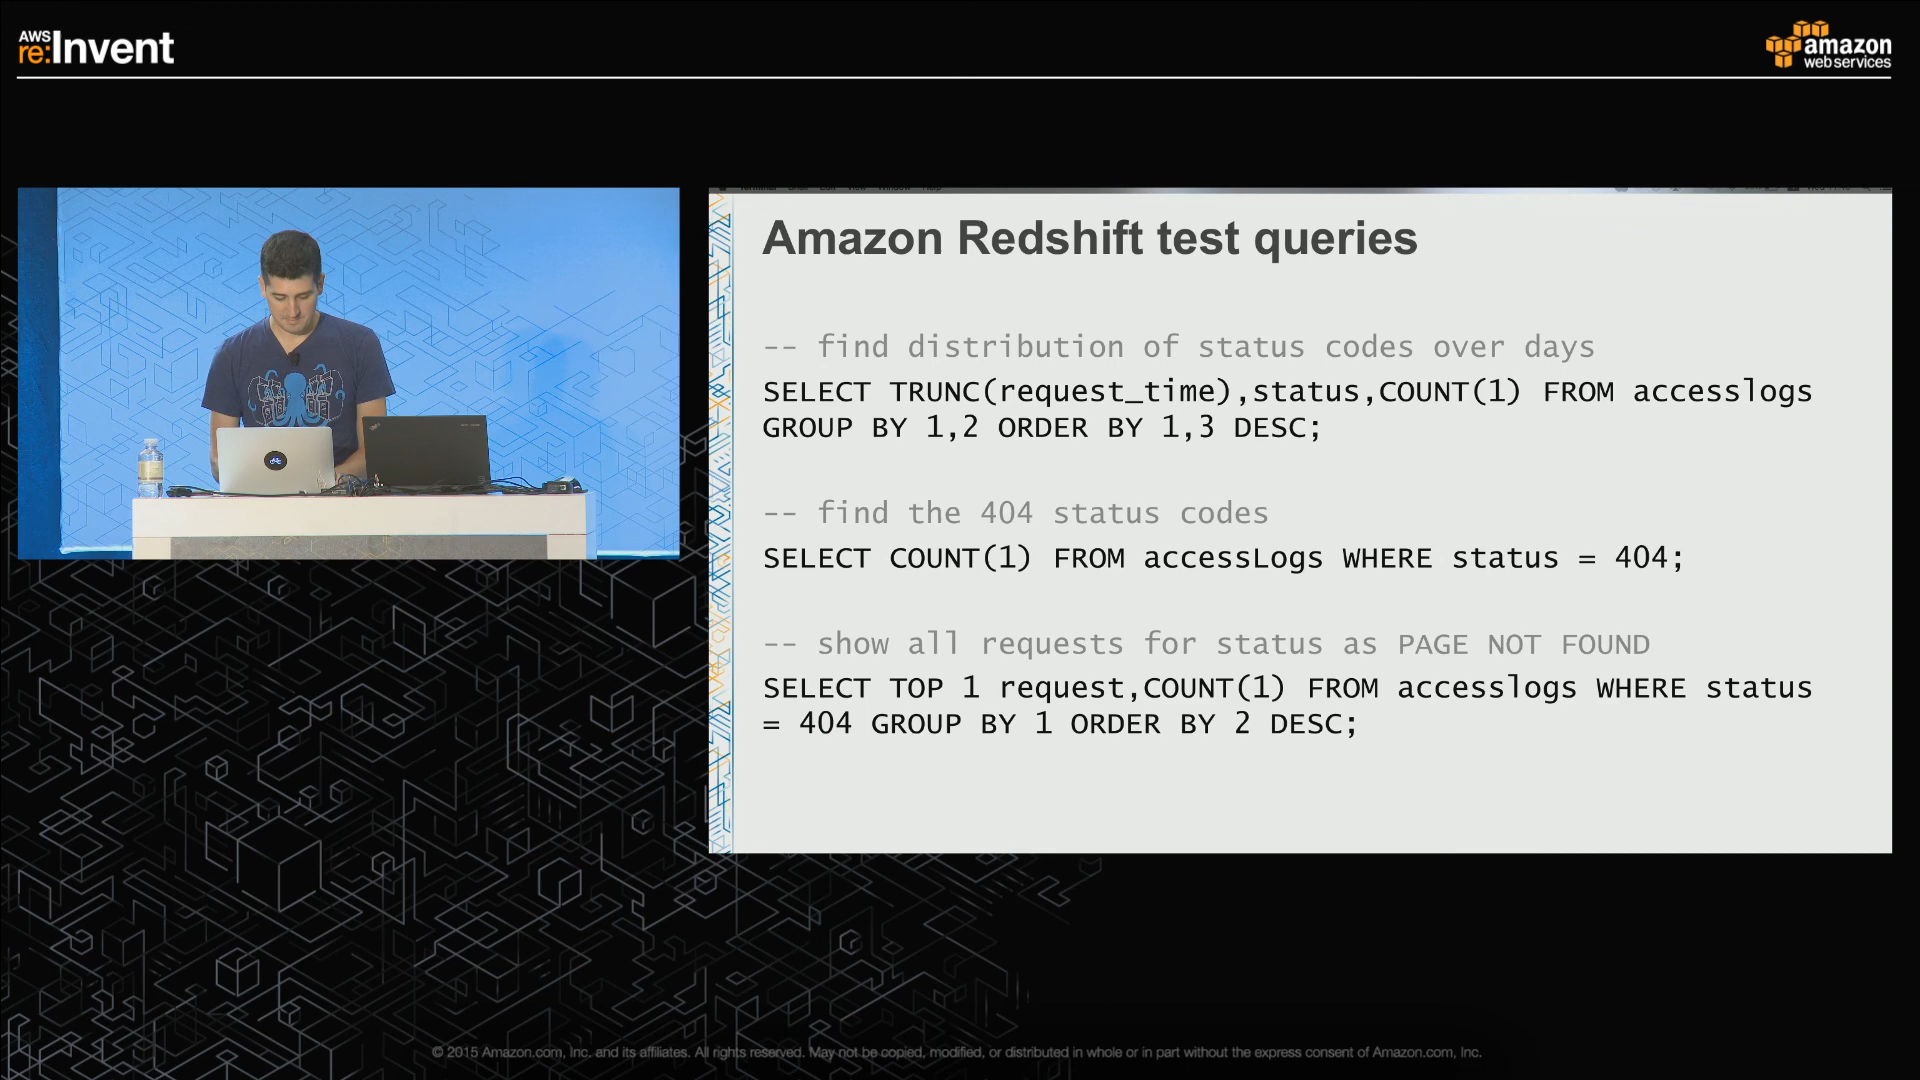 AWS
re:Invent
amazon
web services
Amazon Redshift test queries
-- find distribution of status codes over days
SELECT TRUNC(request_time),status,COUNT(1) FROM accesslogs
GROUP BY 1,2 ORDER BY 1,3 DESC;
-- find the 404 status codes
SELECT COUNT(1) FROM accessLogs WHERE status = 404;
-- show all requests for status as PAGE NOT FOUND
SELECT TOP 1 request,COUNT(1) FROM accesslogs WHERE status
= 404 GROUP BY 1 ORDER BY 2 DESC;
© 2015 Amazon.com, Inc. and its affiliates. All rights reserved. May not be copied, modified, or distributed in whole or in part without the express consent of Amazon.com, Inc.